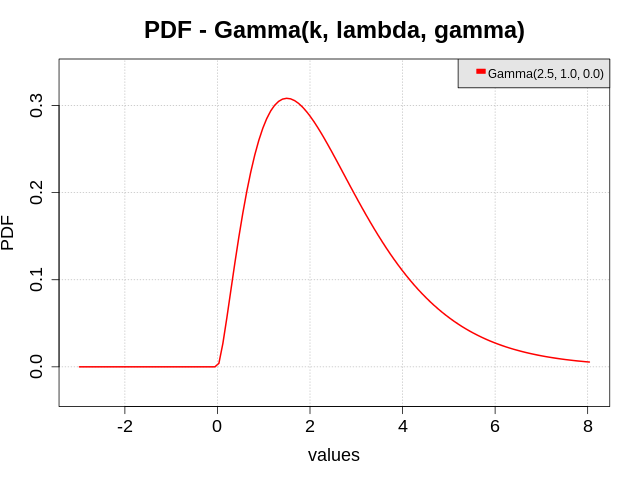 PDF - Gamma(k, lambda, gamma)
Gamma(2.5, 1.0, 0.0)
0.3
0.2
0.1
0.0
PDF
-2 0 2 4 6 8
values